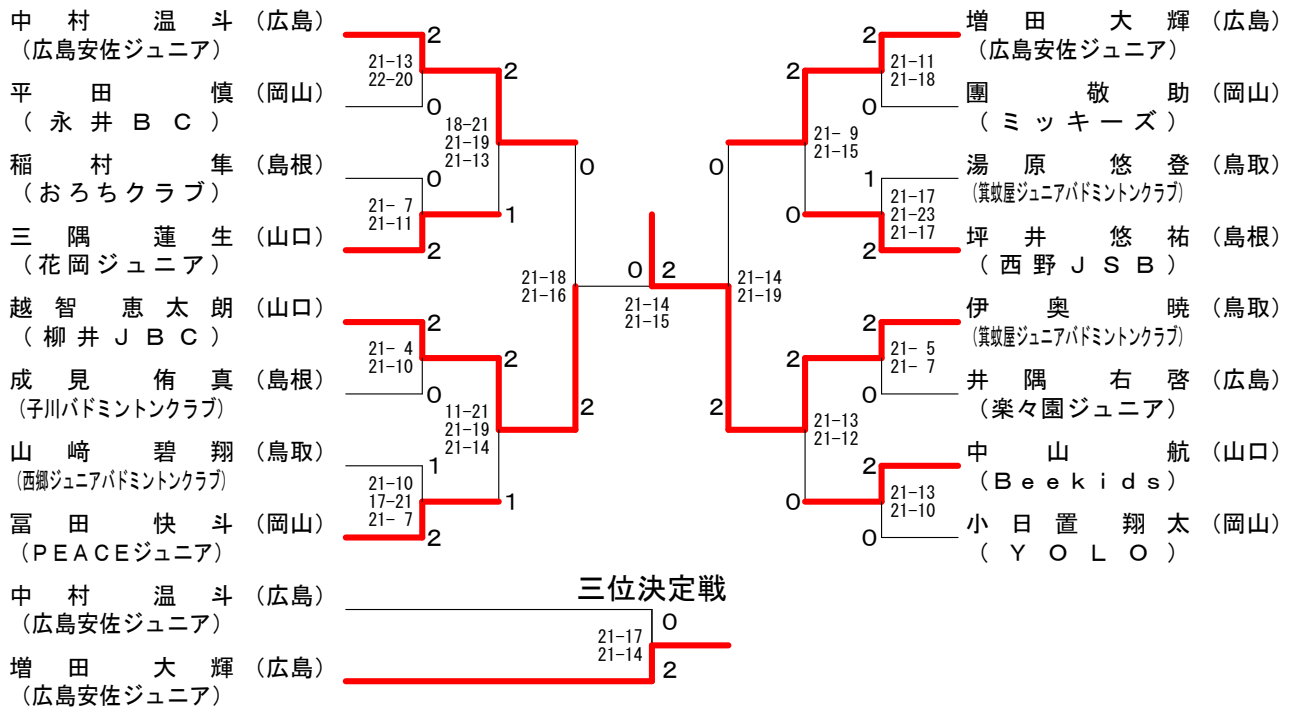 中村 温斗 (広島)
(広島安佐ジュニア)
平田 慎 (岡山)
(永井BC)
稲村 隼 (島根)
(おろちクラブ)
三隅 蓮生 (山口)
(花岡ジュニア)
越智 恵太朗 (山口)
(柳井JBC)
成見 侑真 (島根)
(子川バドミントンクラブ)
山﨑 碧翔 (鳥取)
(西郷ジュニアバドミントンクラブ)
冨田 快斗 (岡山)
(PEACEジュニア)
2
21-13
22-20
0
0
21- 7
21-11
2
2
21- 4
21-10
0
1
21-10
17-21
21- 7
2
2
18-21
21-19
21-13
1
2
11-21
21-19
21-14
1
0
21-18
21-16
2
0 2
21-14
21-15
0
21-14
21-19
2
2
21- 9
21-15
0
2
21-13
21-12
0
2
21-11
21-18
0
1
21-17
21-23
21-17
2
2
21- 5
21- 7
0
2
21-13
21-10
0
増田 大輝 (広島)
(広島安佐ジュニア)
團 敬助 (岡山)
(ミッキーズ)
湯原 悠登 (鳥取)
(箕蚊屋ジュニアバドミントンクラブ)
坪井 悠祐 (島根)
(西野JSB)
伊奥 暁 (鳥取)
(箕蚊屋ジュニアバドミントンクラブ)
井隅 右啓 (広島)
(楽々園ジュニア)
中山 航 (山口)
(Beekids)
小日置 翔太 (岡山)
(YOLO)
三位決定戦
中村 温斗 (広島)
(広島安佐ジュニア)
増田 大輝 (広島)
(広島安佐ジュニア)
0
21-17
21-14
2